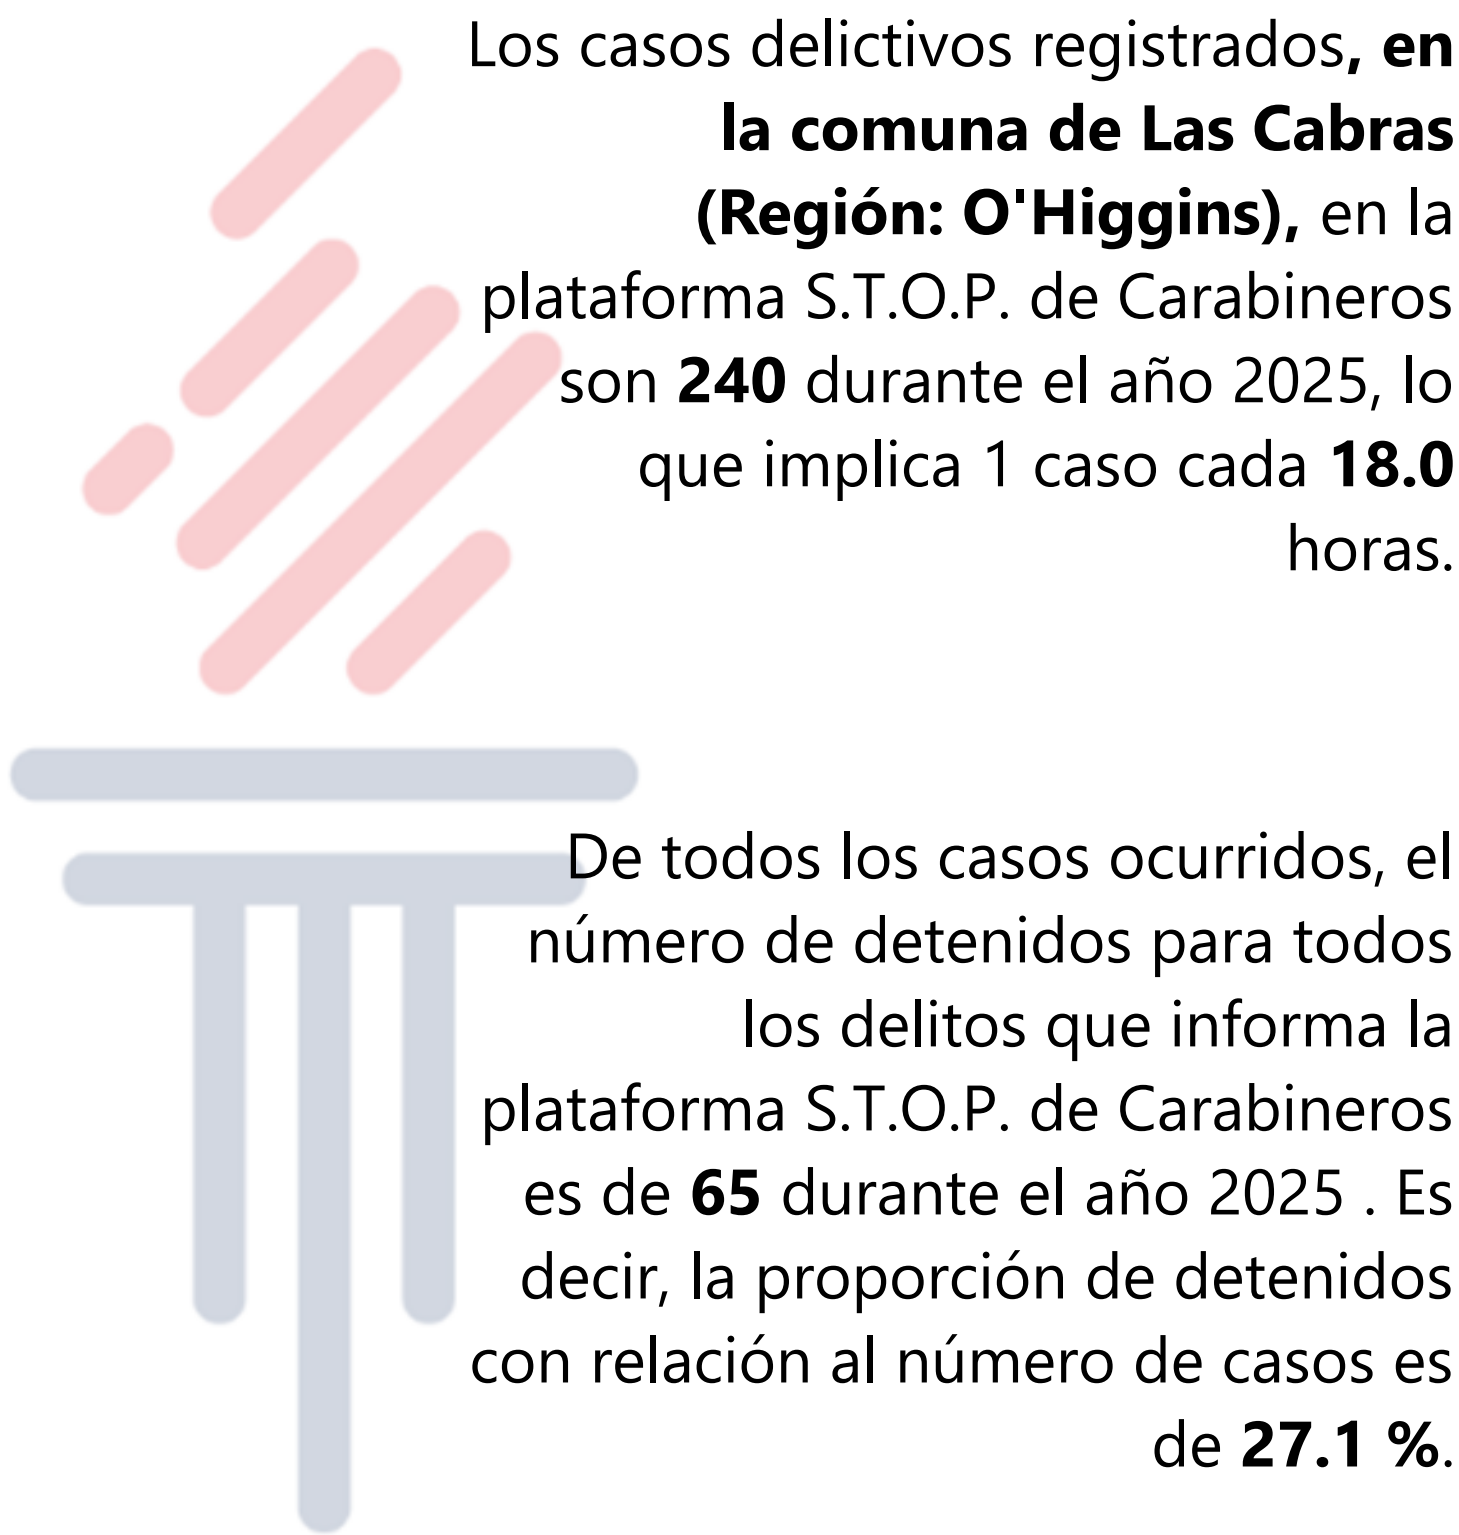 Los casos delictivos registrados, en
la comuna de Las Cabras
(Región: O'Higgins), en la
plataforma S.T.O.P. de Carabineros
son 240 durante el año 2025, lo
que implica 1 caso cada 18.0
horas.
De todos los casos ocurridos, el
número de detenidos para todos
los delitos que informa la
plataforma S.T.O.P. de Carabineros
es de 65 durante el año 2025 . Es
decir, la proporción de detenidos
con relación al número de casos es
de 27.1 %.